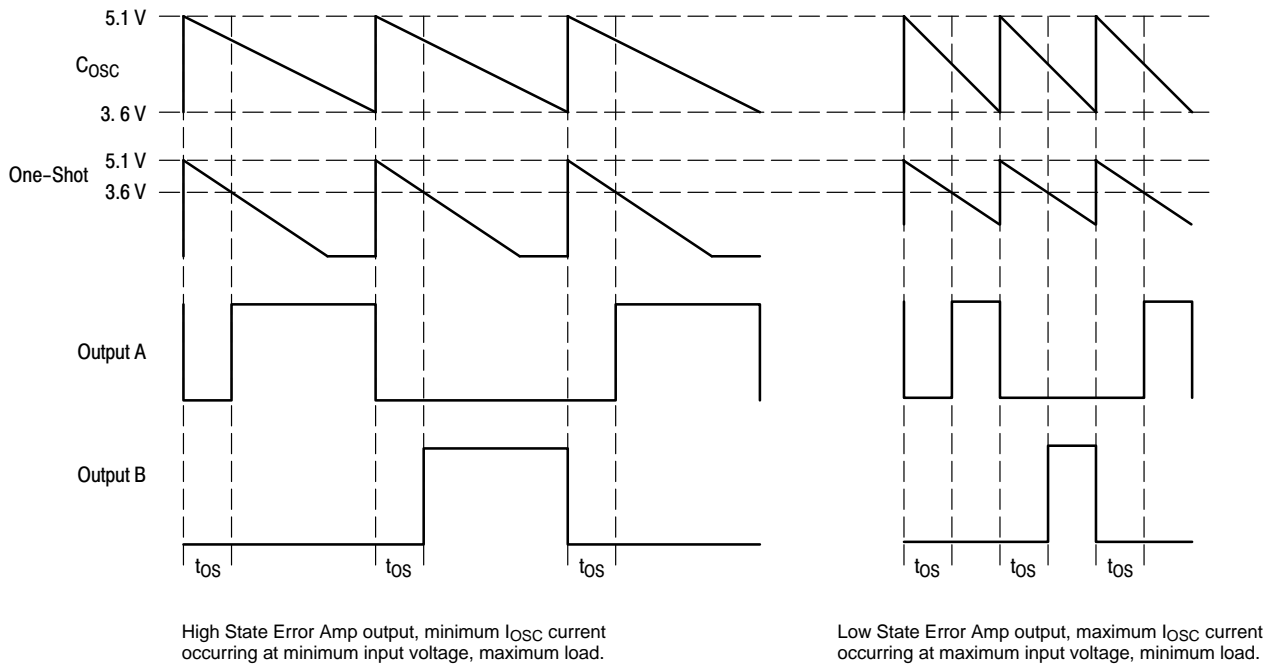 5.1 V
COSC
3. 6 V
5.1 V
One-Shot
3.6 V
Output A
Output B
tOS tOS tOS
tOS tOS tOS
High State Error Amp output, minimum IOSC current
occurring at minimum input voltage, maximum load.
Low State Error Amp output, maximum IOSC current
occurring at maximum input voltage, minimum load.